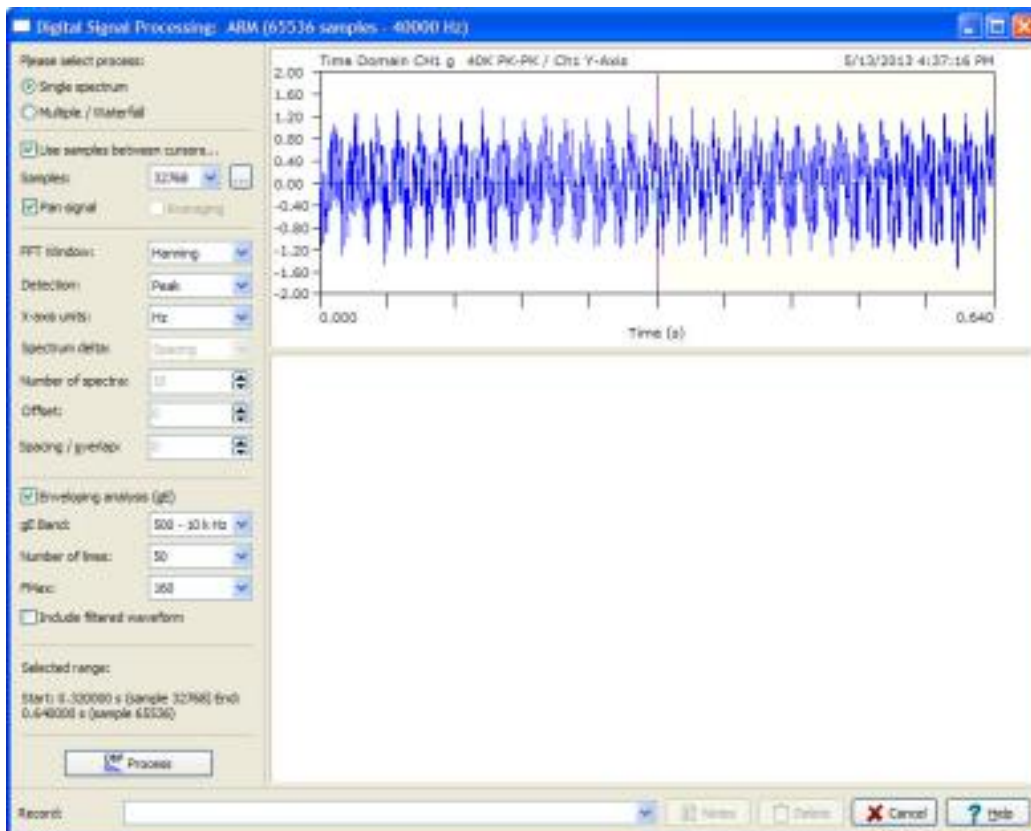 Digital Signal Processing: ARM (65536 samples - 40000 Hz)
Please select process:
Single spectrum
Multiple / Waterfall
Use samples between cursors...
Samples: 32768 ...
Pan signal Averaging
FFT Window: Hanning
Detection: Peak
X-axis units: Hz
Spectrum delta: Spacing
Number of spectra: 10
Offset:
Spacing / overlap:
Enveloping analysis (gE)
gE Band: 500 - 10 k Hz
Number of lines: 50
FMax: 160
Include filtered waveform
Selected range:
Start: 0.320000 s (sample 32768) End:
0.640000 s (sample 65536)
Process
Time Domain CH1 g 40K PK-PK / Ch1 Y-Axis 5/13/2013 4:37:16 PM
2.00
1.60
1.20
0.80
0.40
0.00
-0.40
-0.80
-1.20
-1.60
-2.00
0.000 0.640
Time (s)
Record: Notes Delete Cancel Help